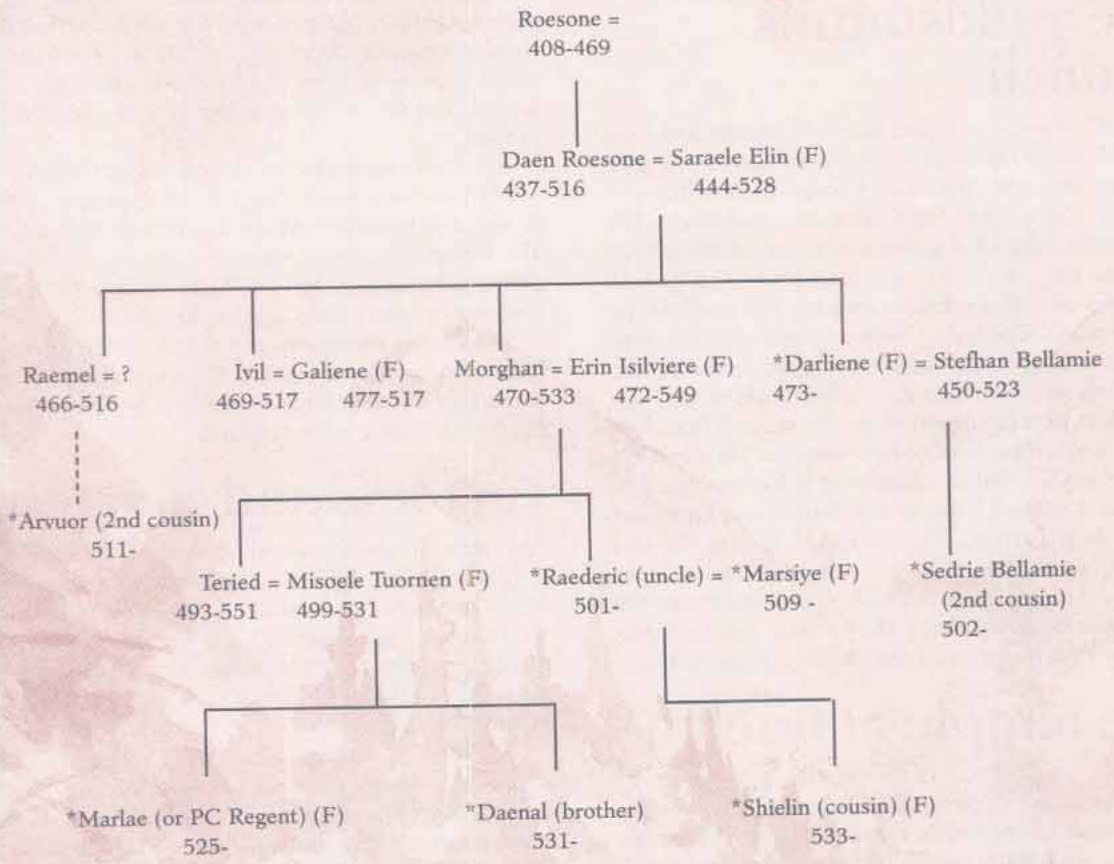 Roesone =
408-469
Daen Roesone = Saraele Elin (F)
437-516 444-528
Raemel = ? Ivil = Galiene (F) Morghan = Erin Isilviere (F) *Darliene (F) = Stefhan Bellamie
466-516 469-517 477-517 470-533 472-549 473- 450-523
*Arvuor (2nd cousin)
511-
Teried = Misoele Tuornen (F) *Raederic (uncle) = *Marsiye (F) *Sedrie Bellamie
493-551 499-531 501- 509 - (2nd cousin)
502-
*Marlae (or PC Regent) (F) *Daenal (brother) *Shielin (cousin) (F)
525- 531- 533-